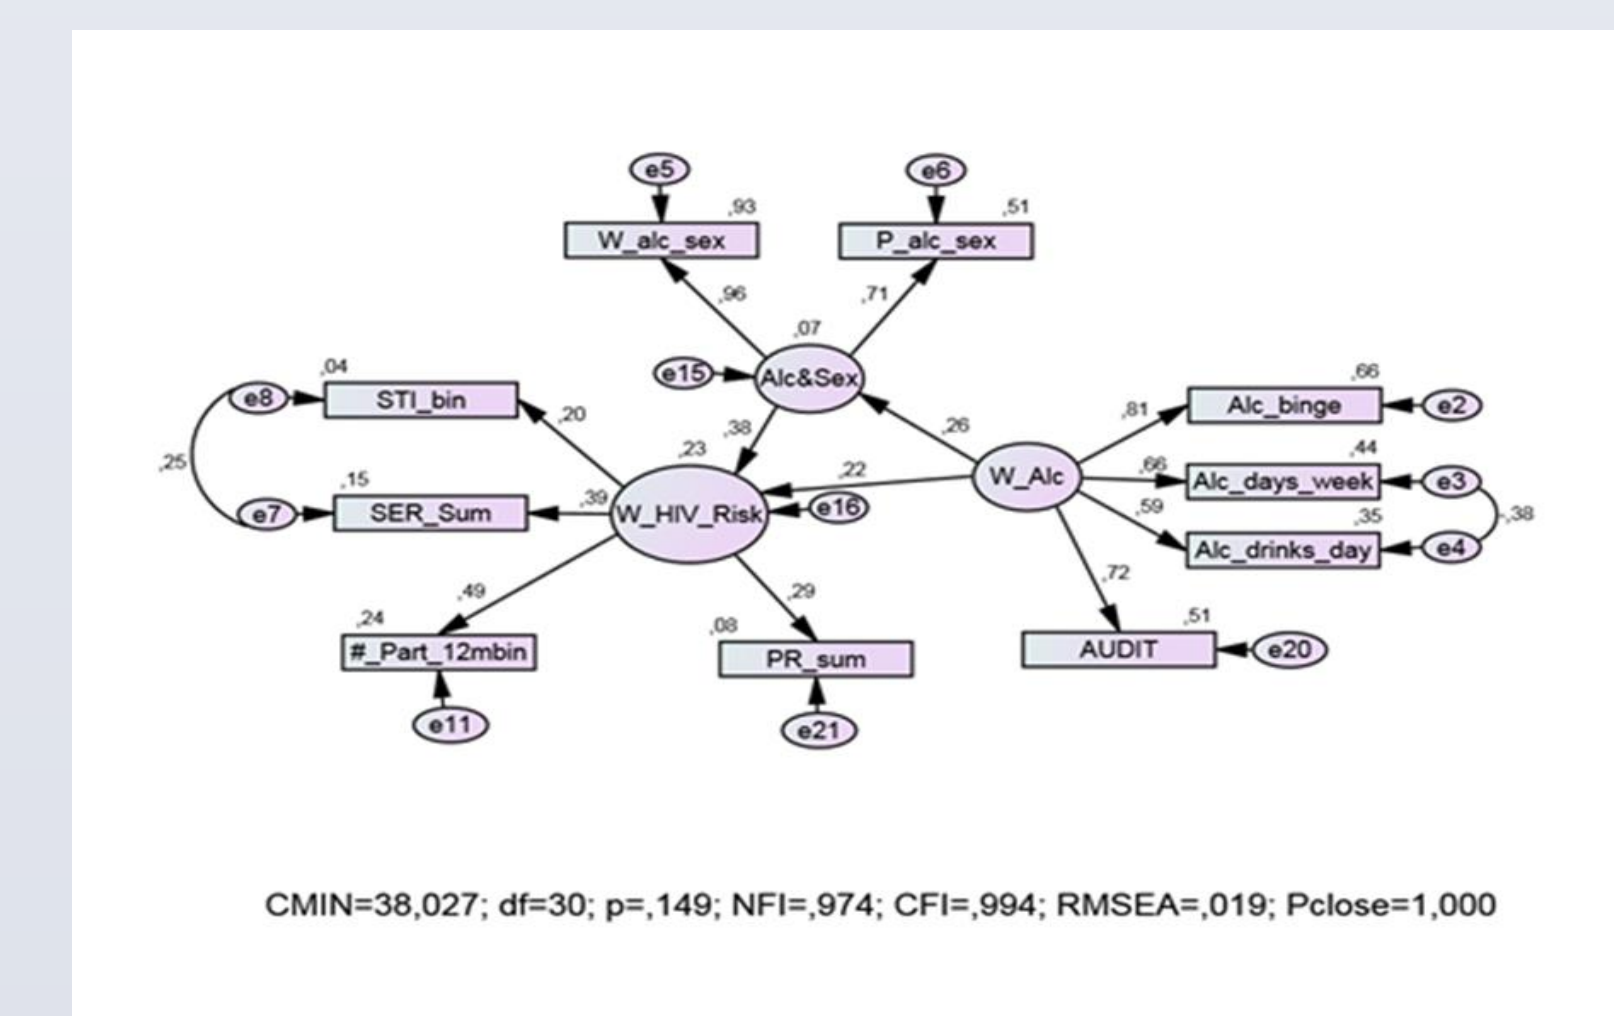 e5
e6
,93
,51
W_alc_sex
P_alc_sex
,96
,71
,07
e15
Alc&Sex
,04
e8
STI_bin
,20
,38
,26
,66
,81
Alc_binge
e2
,25
,23
,22
W_Alc
,44
,66
Alc_days_week
e3
,15
e7
SER_Sum
,39
W_HIV_Risk
e16
,59
,35
-,38
Alc_drinks_day
e4
,49
,29
,72
,24
#_Part_12mbin
,08
PR_sum
,51
AUDIT
e20
e11
e21
CMIN=38,027; df=30; p=,149; NFI=,974; CFI=,994; RMSEA=,019; Pclose=1,000